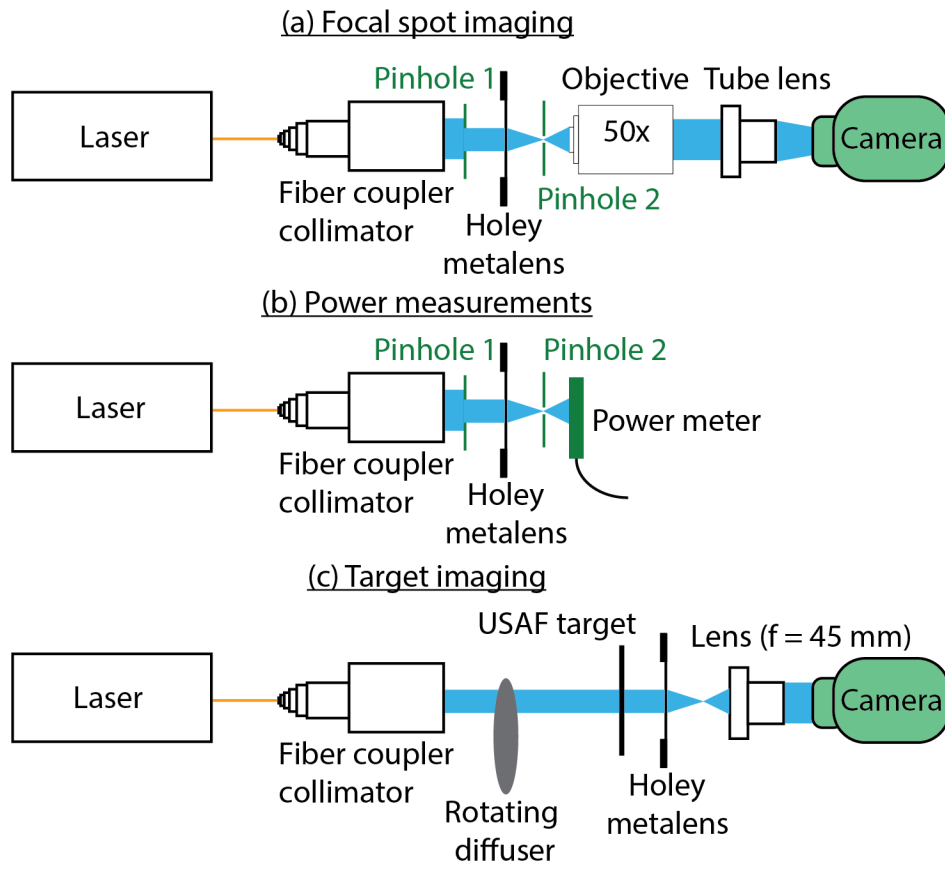 (a) Focal spot imaging
Pinhole 1
Objective
Tube lens
Laser
50x
Camera
Fiber coupler
collimator
Pinhole 2
Holey
metalens
(b) Power measurements
Pinhole 1
Pinhole 2
Laser
Power meter
Fiber coupler
collimator
Holey
metalens
(c) Target imaging
USAF target
Lens (f = 45 mm)
Laser
Camera
Fiber coupler
collimator
Rotating
diffuser
Holey
metalens